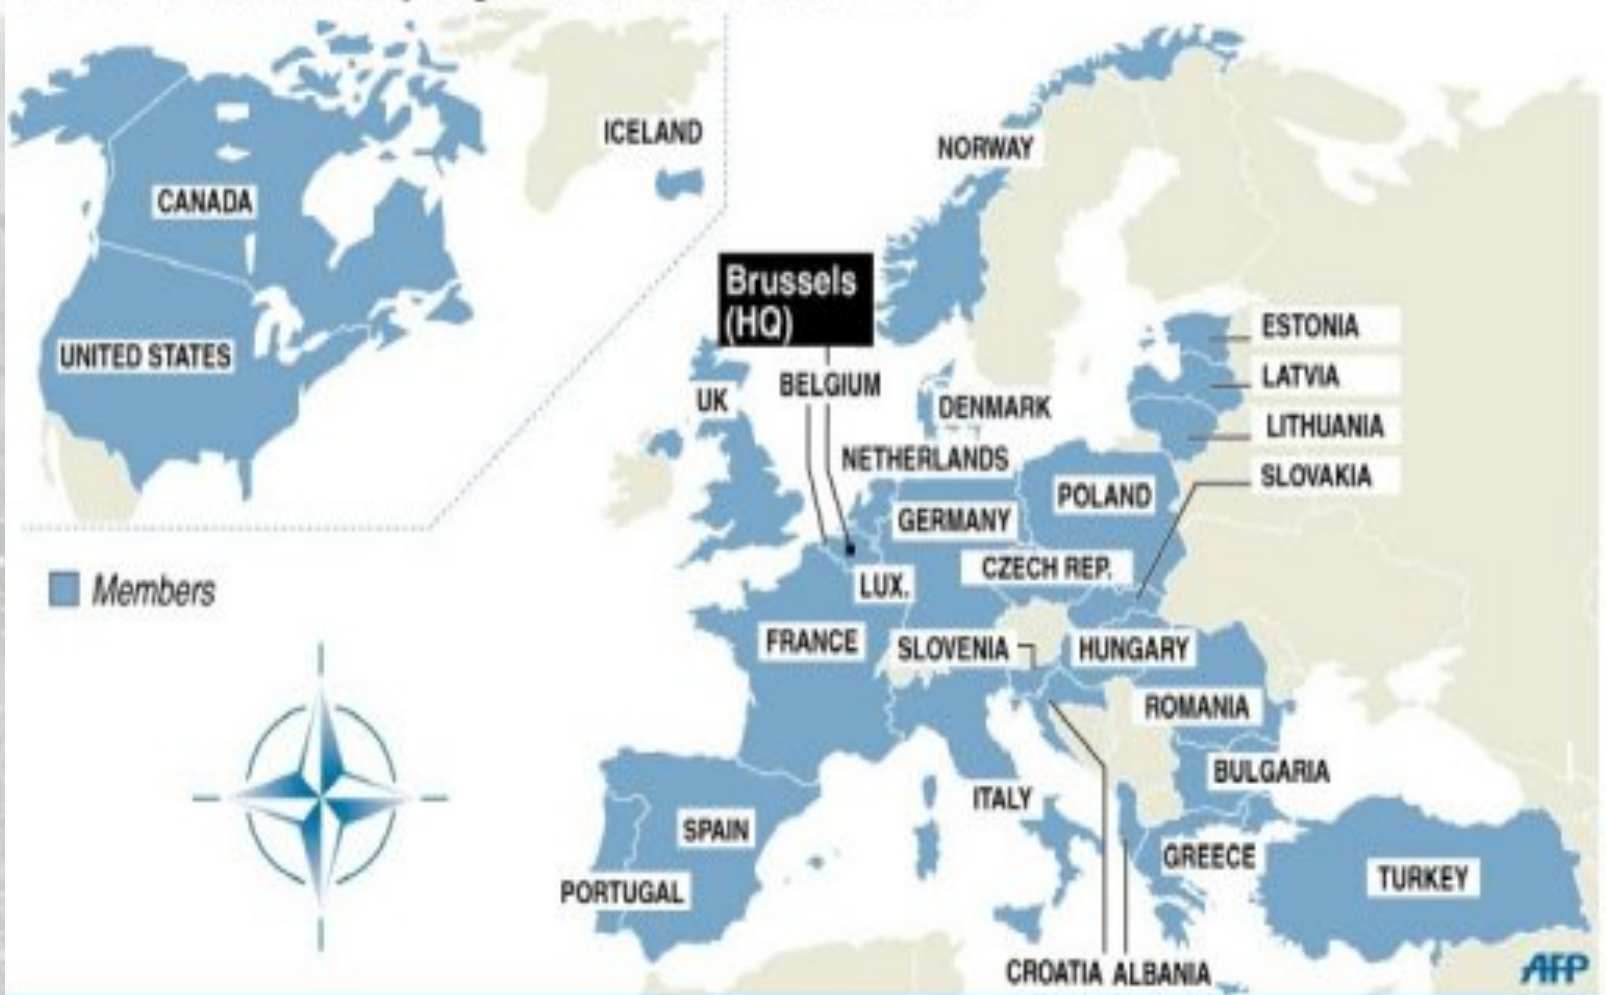 ICELAND
NORWAY
CANADA
Brussels
(HQ)
UNITED STATES
ESTONIA
BELGIUM
LATVIA
UK
DENMARK
LITHUANIA
NETHERLANDS
SLOVAKIA
POLAND
GERMANY
CZECH REP.
LUX.
Members
FRANCE
SLOVENIA
HUNGARY
ROMANIA
BULGARIA
ITALY
SPAIN
GREECE
TURKEY
PORTUGAL
CROATIA ALBANIA
AFP